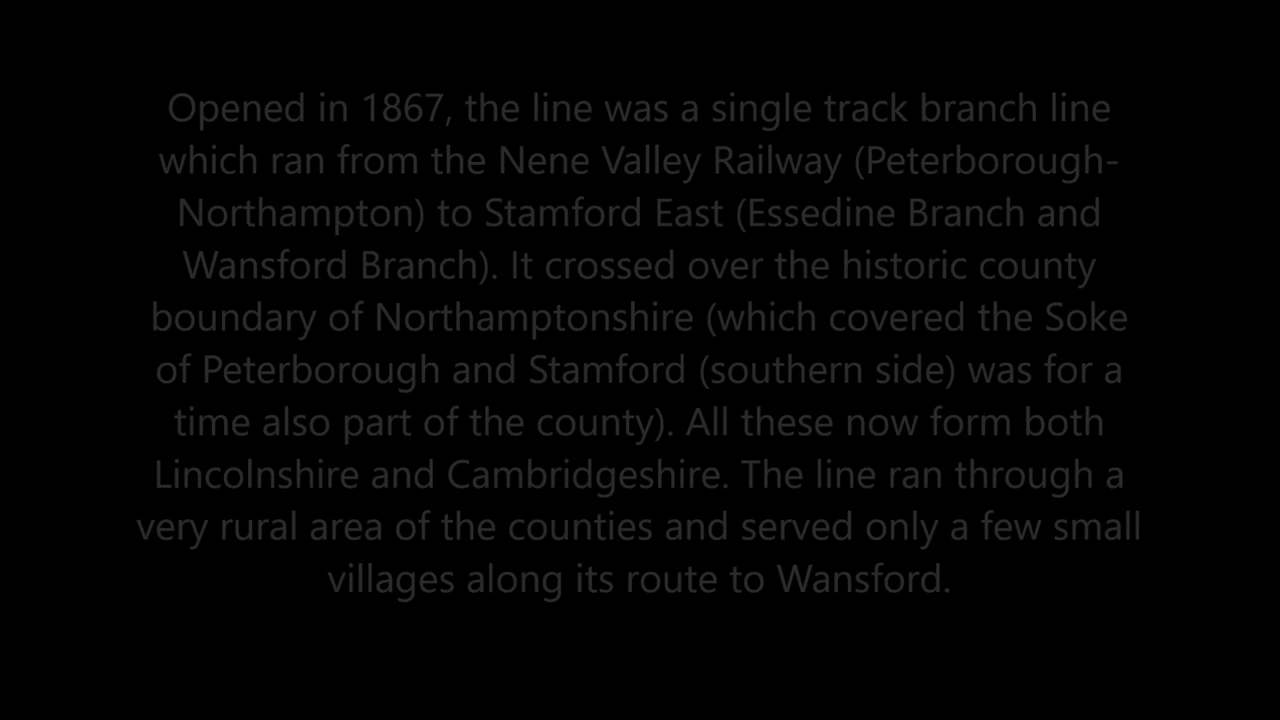 Opened in 1867, the line was a single track branch line
which ran from the Nene Valley Railway (Peterborough-
Northampton) to Stamford East (Essedine Branch and
Wansford Branch). It crossed over the historic county
boundary of Northamptonshire (which covered the Soke
of Peterborough and Stamford (southern side) was for a
time also part of the county). All these now form both
Lincolnshire and Cambridgeshire. The line ran through a
very rural area of the counties and served only a few small
villages along its route to Wansford.